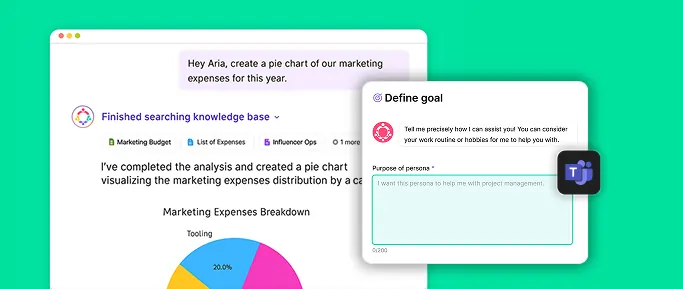 Hey Aria, create a pie chart of our marketing
expenses for this year.
Finished searching knowledge base
Marketing Budget
List of Expenses
Influencer Ops
1 more
I've completed the analysis and created a pie chart
visualizing the marketing expenses distribution by a ca
Marketing Expenses Breakdown
Tooling
20.0%
Define goal
Tell me precisely how I can assist you! You can consider
your work routine or hobbies for me to help you with.
Purpose of persona *
I want this persona to help me with project management.
0/200
T